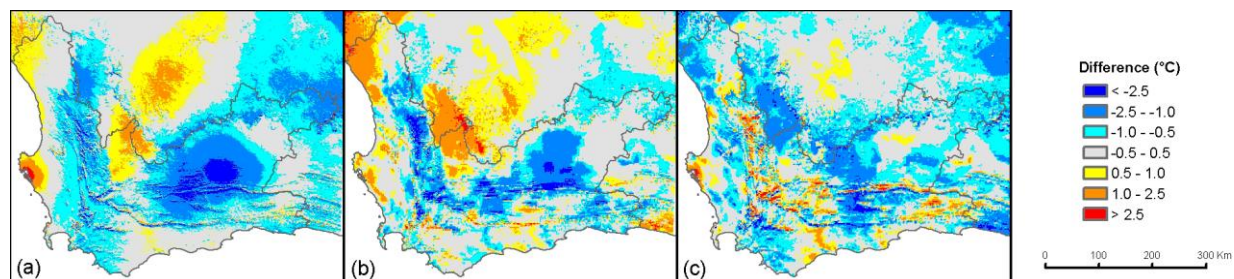 (a)
(b)
(c)
Difference (°C)
< -2.5
-2.5 - -1.0
-1.0 - -0.5
-0.5 - 0.5
0.5 - 1.0
1.0 - 2.5
> 2.5
0 100 200 300 Km